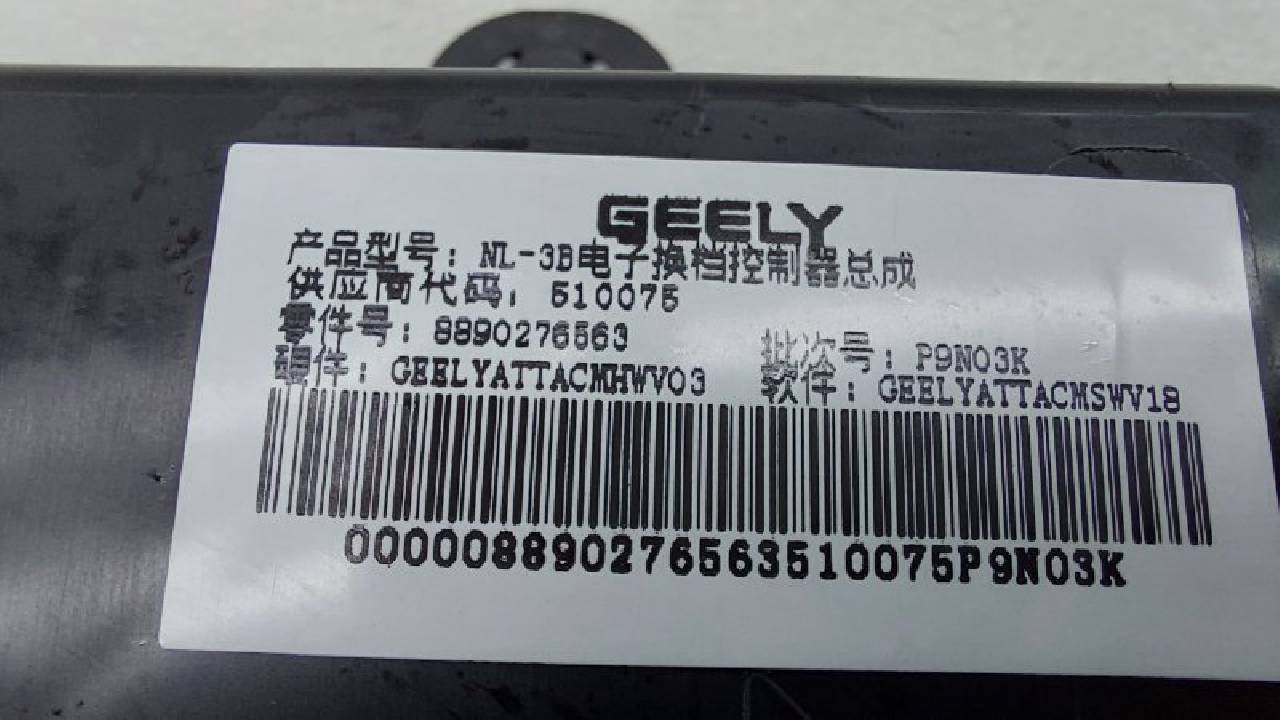 GEELY
产品型号: NL-3B电子换档控制器总成
供应商代码: 510075
零件号: 8890276563 批次号: P9N03K
硬件: GEELYATTACMHWV03 软件: GEELYATTACMSWV18
000008890276563510075P9N03K